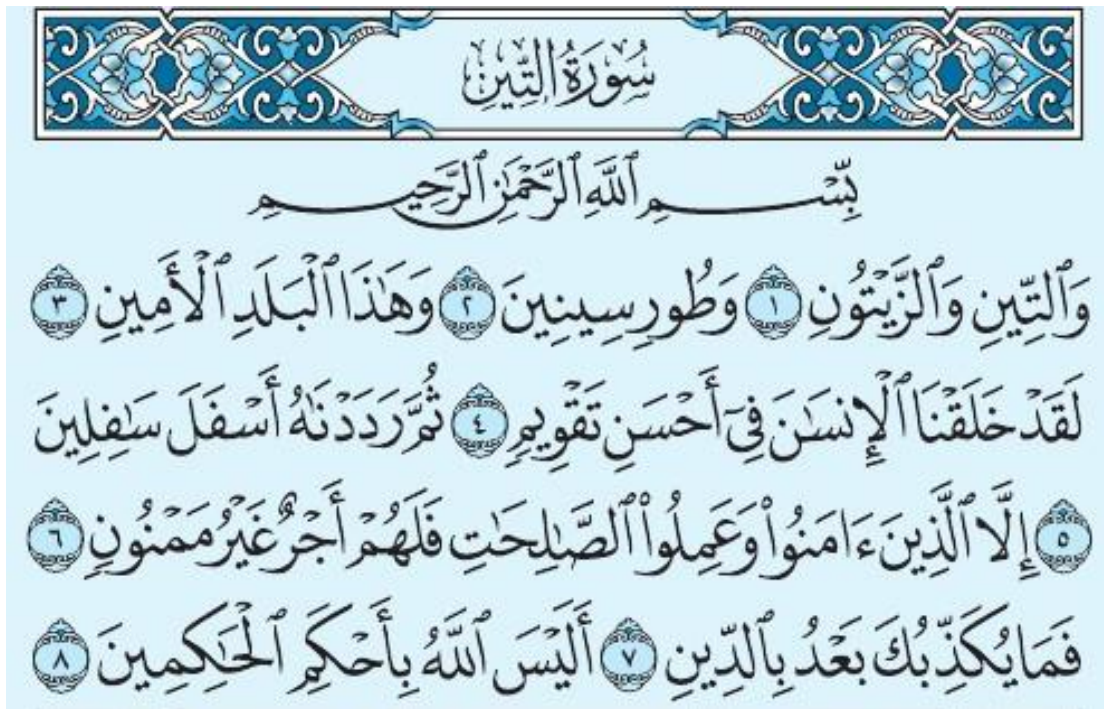 سُورَةُ التِّينِ
بِّسْمِ ٱللَّهِ ٱلرَّحْمَٰنِ ٱلرَّحِيمِ
وَٱلتِّينِ وَٱلزَّيْتُونِ ١ وَطُورِ سِينِينَ ٢ وَهَٰذَا ٱلْبَلَدِ ٱلْأَمِينِ ٣
لَقَدْ خَلَقْنَا ٱلْإِنسَٰنَ فِىٓ أَحْسَنِ تَقْوِيمٍ ٤ ثُمَّ رَدَدْنَٰهُ أَسْفَلَ سَٰفِلِينَ
٥ إِلَّا ٱلَّذِينَ ءَامَنُوا۟ وَعَمِلُوا۟ ٱلصَّٰلِحَٰتِ فَلَهُمْ أَجْرٌ غَيْرُ مَمْنُونٍ ٦
فَمَا يُكَذِّبُكَ بَعْدُ بِٱلدِّينِ ٧ أَلَيْسَ ٱللَّهُ بِأَحْكَمِ ٱلْحَٰكِمِينَ ٨